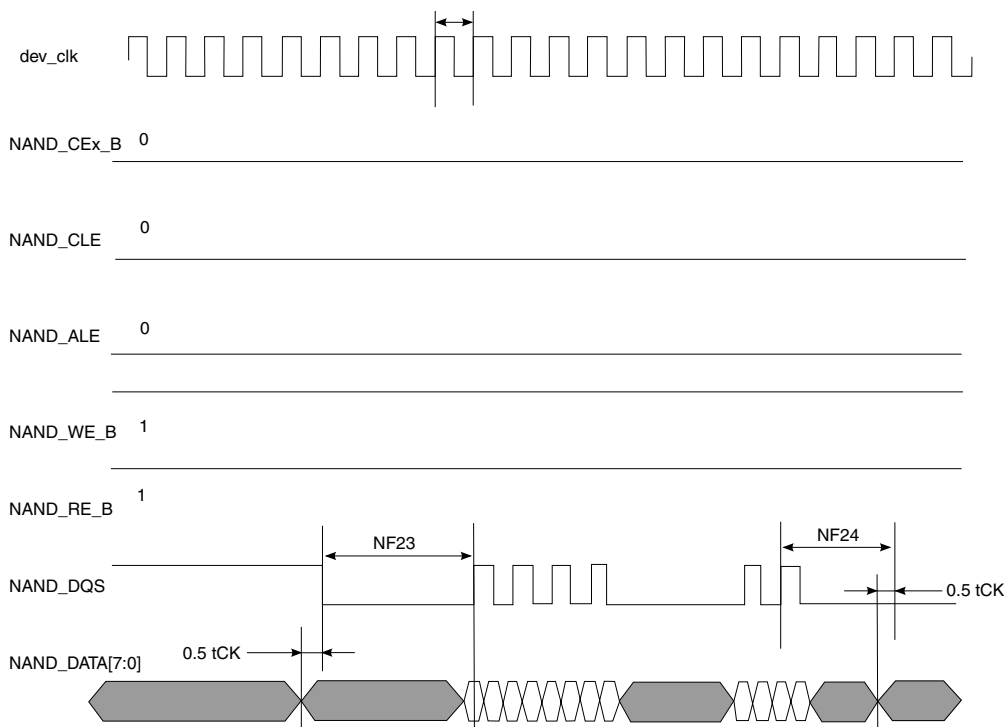 dev_clk
NAND_CEx_B 0
NAND_CLE 0
NAND_ALE 0
NAND_WE_B 1
NAND_RE_B 1
NF23
NF24
NAND_DQS
0.5 tCK
NAND_DATA[7:0]
0.5 tCK